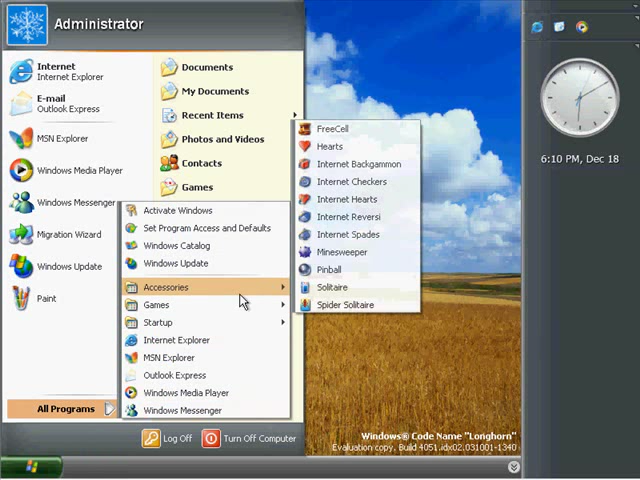 Administrator
Internet
Internet Explorer
E-mail
Outlook Express
MSN Explorer
Windows Media Player
Windows Messenger
Migration Wizard
Windows Update
Paint
All Programs
Documents
My Documents
Recent Items
Photos and Videos
Contacts
Games
Activate Windows
Set Program Access and Defaults
Windows Catalog
Windows Update
Accessories
Games
Startup
Internet Explorer
MSN Explorer
Outlook Express
Windows Media Player
Windows Messenger
FreeCell
Hearts
Internet Backgammon
Internet Checkers
Internet Hearts
Internet Reversi
Internet Spades
Minesweeper
Pinball
Solitaire
Spider Solitaire
Log Off
Turn Off Computer
6:10 PM, Dec 18
Windows® Code Name "Longhorn"
Evaluation copy. Build 4051.idx02.031001-1340